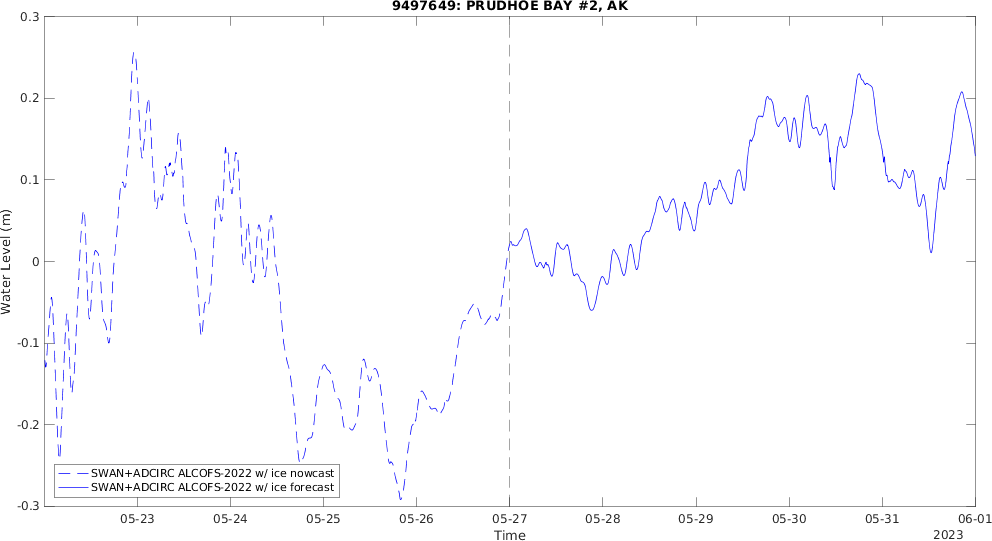 9497649: PRUDHOE BAY #2, AK
0.3
0.2
0.1
0
-0.1
-0.2
-0.3
Water Level (m)
SWAN+ADCIRC ALCOFS-2022 w/ ice nowcast
SWAN+ADCIRC ALCOFS-2022 w/ ice forecast
05-23 05-24 05-25 05-26 05-27 05-28 05-29 05-30 05-31 06-01
Time
2023